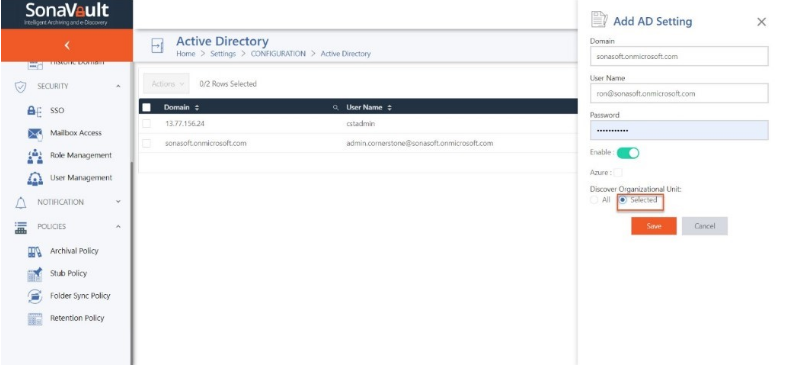 SonaVault
Intelligent Archiving and e-Discovery
Historic Domain
SECURITY
SSO
Mailbox Access
Role Management
User Management
NOTIFICATION
POLICIES
Archival Policy
Stub Policy
Folder Sync Policy
Retention Policy
Active Directory
Home > Settings > CONFIGURATION > Active Directory
Actions 0/2 Rows Selected
Domain User Name
13.77.156.24 cstadmin
sonasoft.onmicrosoft.com admin.cornerstone@sonasoft.onmicrosoft.com
Add AD Setting
Domain
sonasoft.onmicrosoft.com
User Name
ron@sonasoft.onmicrosoft.com
Password
Enable :
Azure :
Discover Organizational Unit:
All Selected
Save Cancel